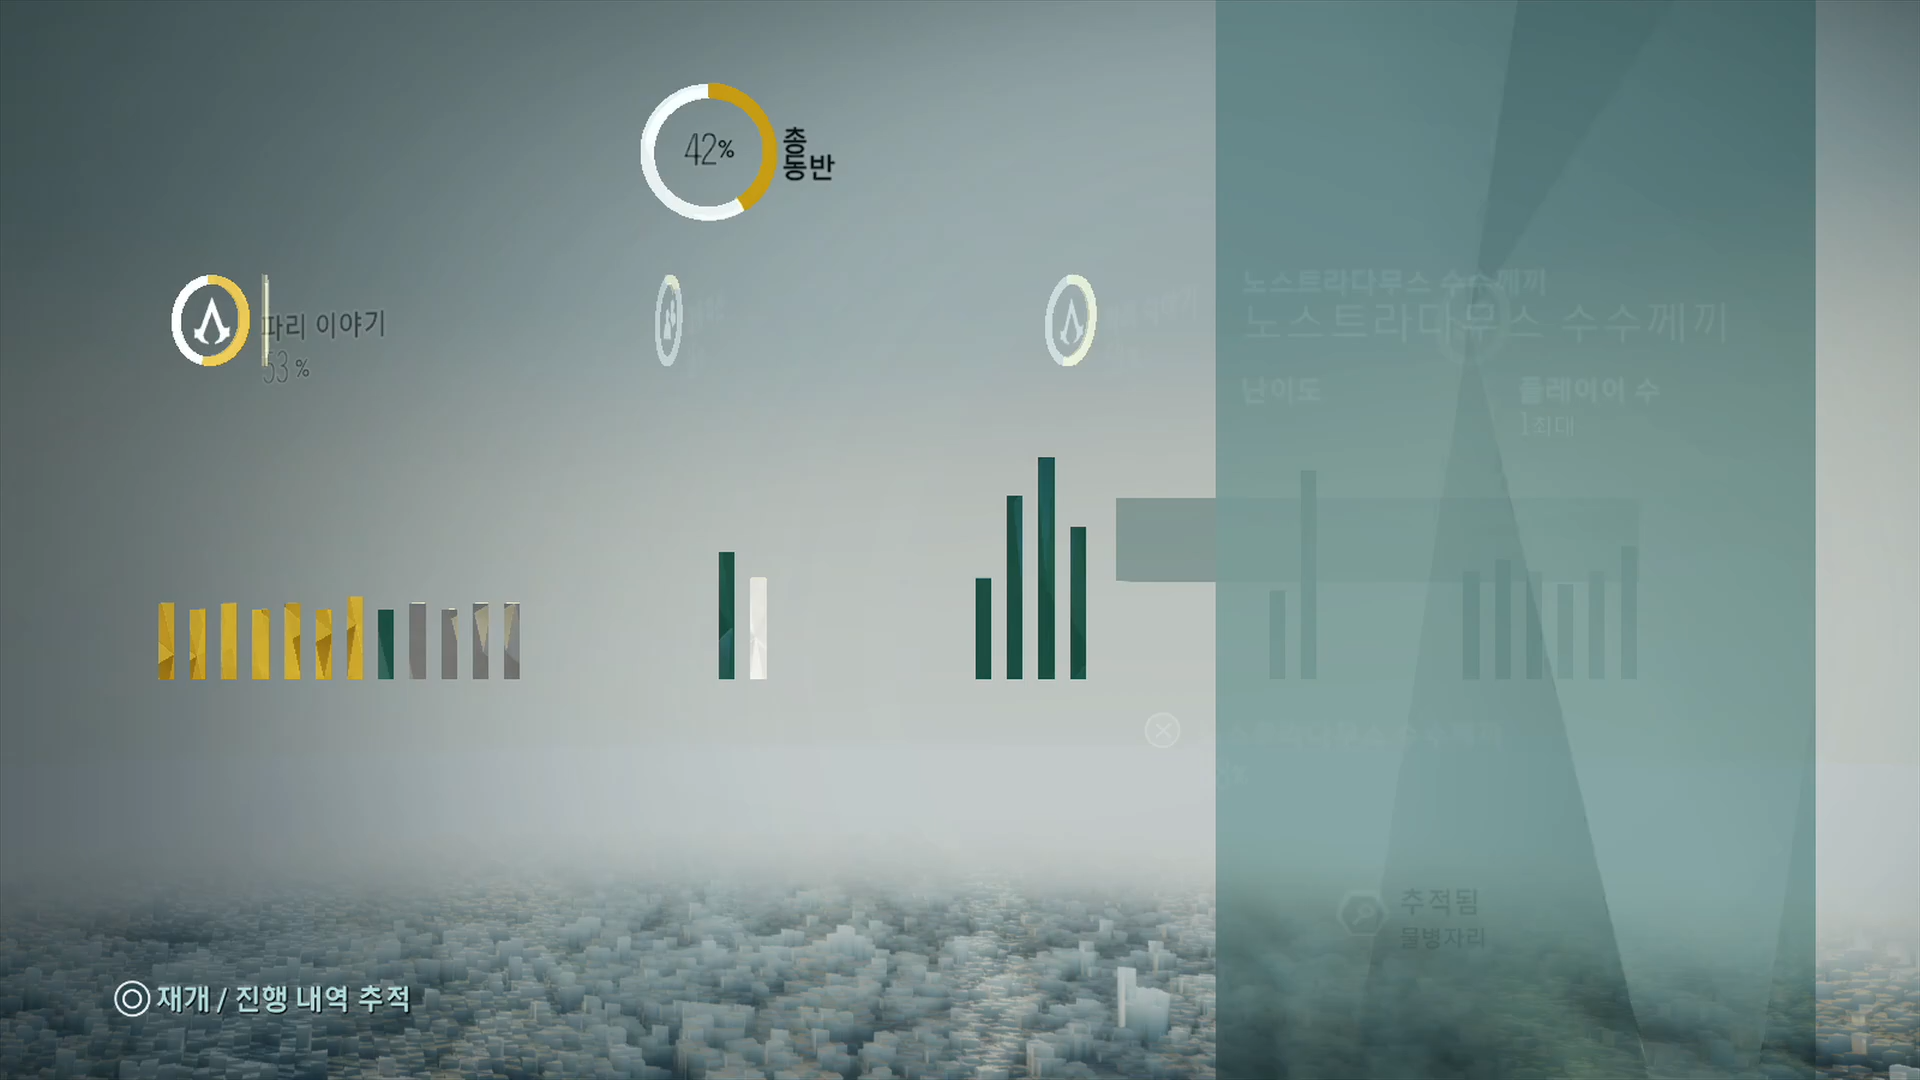 42%
총
동반
파리 이야기
53 %
노스트라다무스 수수께끼
노스트라다무스 수수께끼
난이도
플레이어 수
1 최대
추적됨
물병자리
재개 / 진행 내역 추적